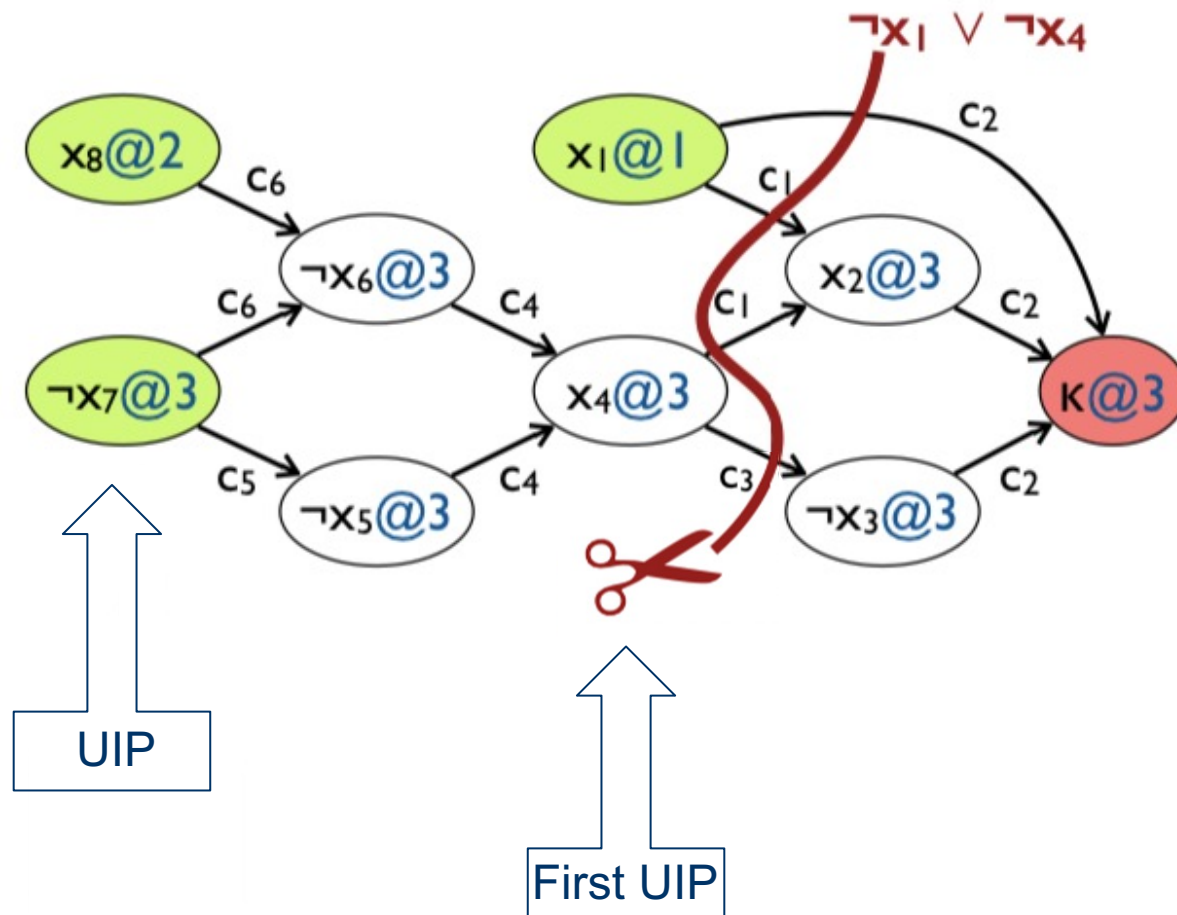 ¬x₁ ∨ ¬x₄
x₈@2
x₁@1
c₂
c₆
c₁
¬x₆@3
x₂@3
c₆
c₄
c₁
c₂
¬x₇@3
x₄@3
κ@3
c₅
c₄
c₃
c₂
¬x₅@3
¬x₃@3
UIP
First UIP